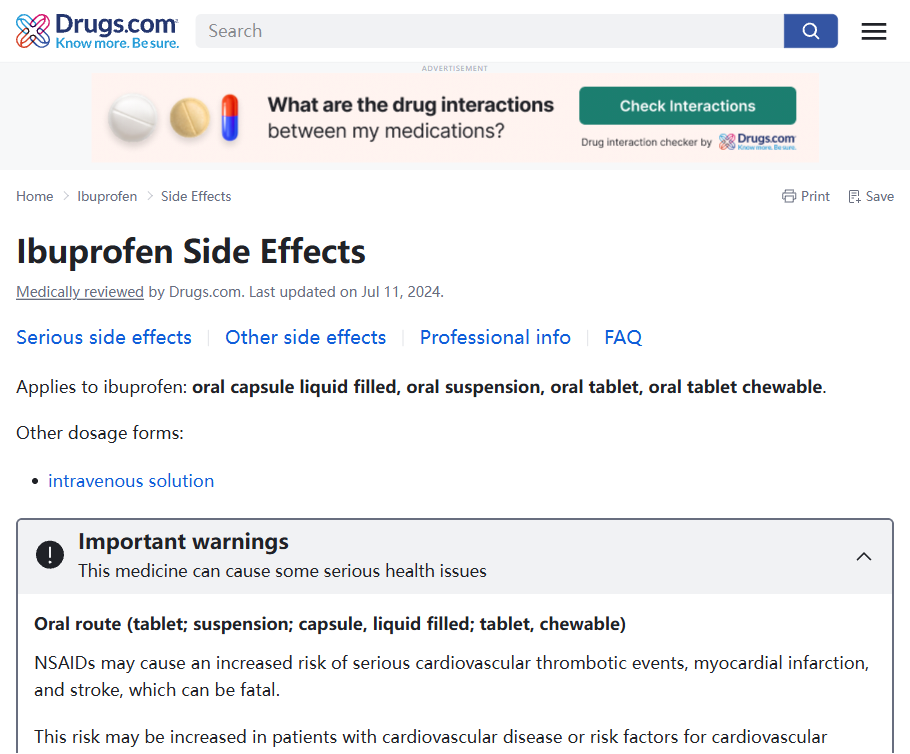 Drugs.com
Know more. Be sure.
Search
ADVERTISEMENT
What are the drug interactions
between my medications?
Check Interactions
Drug interaction checker by Drugs.com
Know more. Be sure.
Home Ibuprofen Side Effects
Print Save
Ibuprofen Side Effects
Medically reviewed by Drugs.com. Last updated on Jul 11, 2024.
Serious side effects Other side effects Professional info FAQ
Applies to ibuprofen: oral capsule liquid filled, oral suspension, oral tablet, oral tablet chewable.
Other dosage forms:
• intravenous solution
Important warnings
This medicine can cause some serious health issues
Oral route (tablet; suspension; capsule, liquid filled; tablet, chewable)
NSAIDs may cause an increased risk of serious cardiovascular thrombotic events, myocardial infarction,
and stroke, which can be fatal.
This risk may be increased in patients with cardiovascular disease or risk factors for cardiovascular